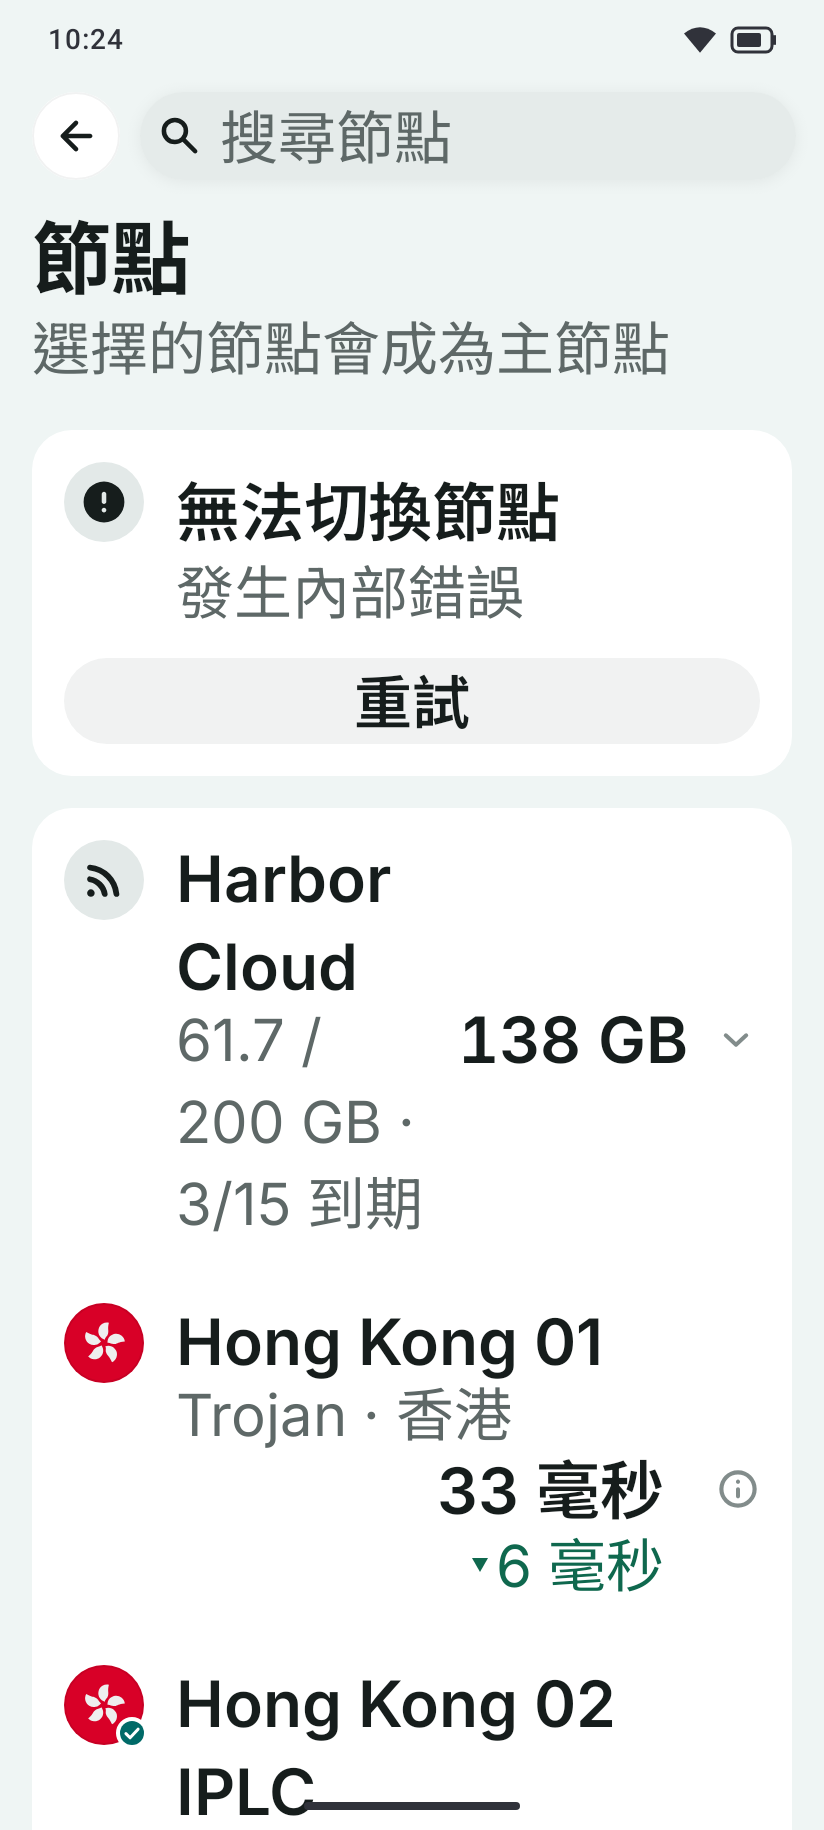 10:24
搜尋節點
節點
選擇的節點會成為主節點
無法切換節點
發生內部錯誤
重試
Harbor
Cloud
61.7 /
200 GB ·
3/15 到期
138 GB
Hong Kong 01
Trojan · 香港
33 毫秒
▼6 毫秒
Hong Kong 02
IPLC